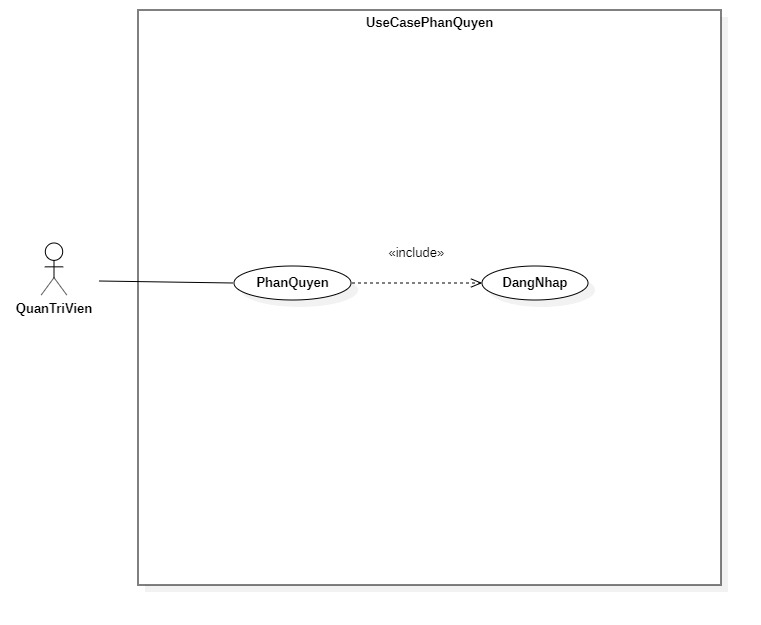 UseCasePhanQuyen
«include»
PhanQuyen
DangNhap
QuanTriVien